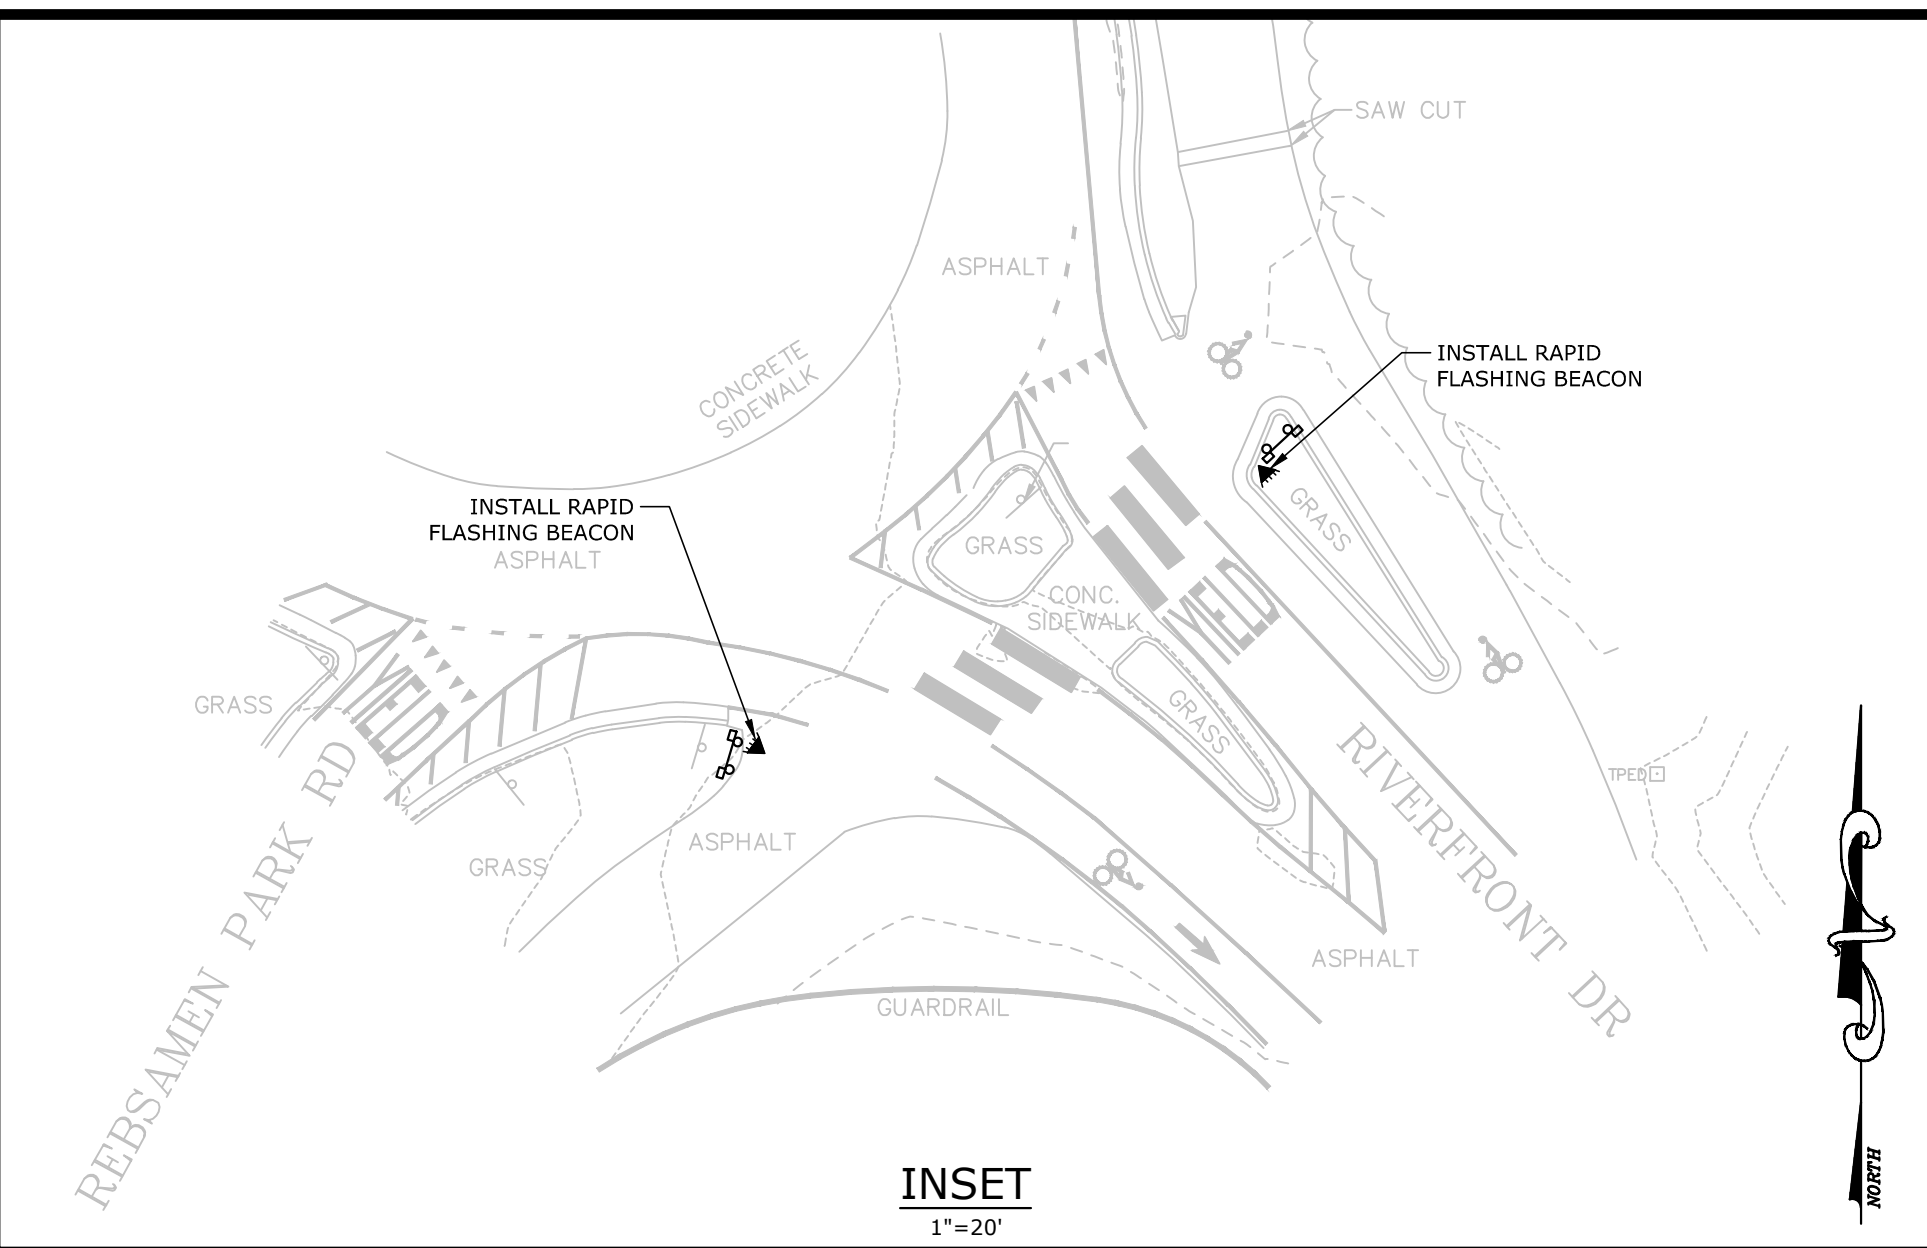 SAW CUT
ASPHALT
CONCRETE
SIDEWALK
INSTALL RAPID
FLASHING BEACON
INSTALL RAPID
FLASHING BEACON
ASPHALT
GRASS
GRASS
CONC.
SIDEWALK
YIELD
GRASS
YIELD
GRASS
RIVERFRONT DR
TPED
REBSAMEN PARK RD
ASPHALT
GRASS
ASPHALT
GUARDRAIL
NORTH
INSET
1"=20'